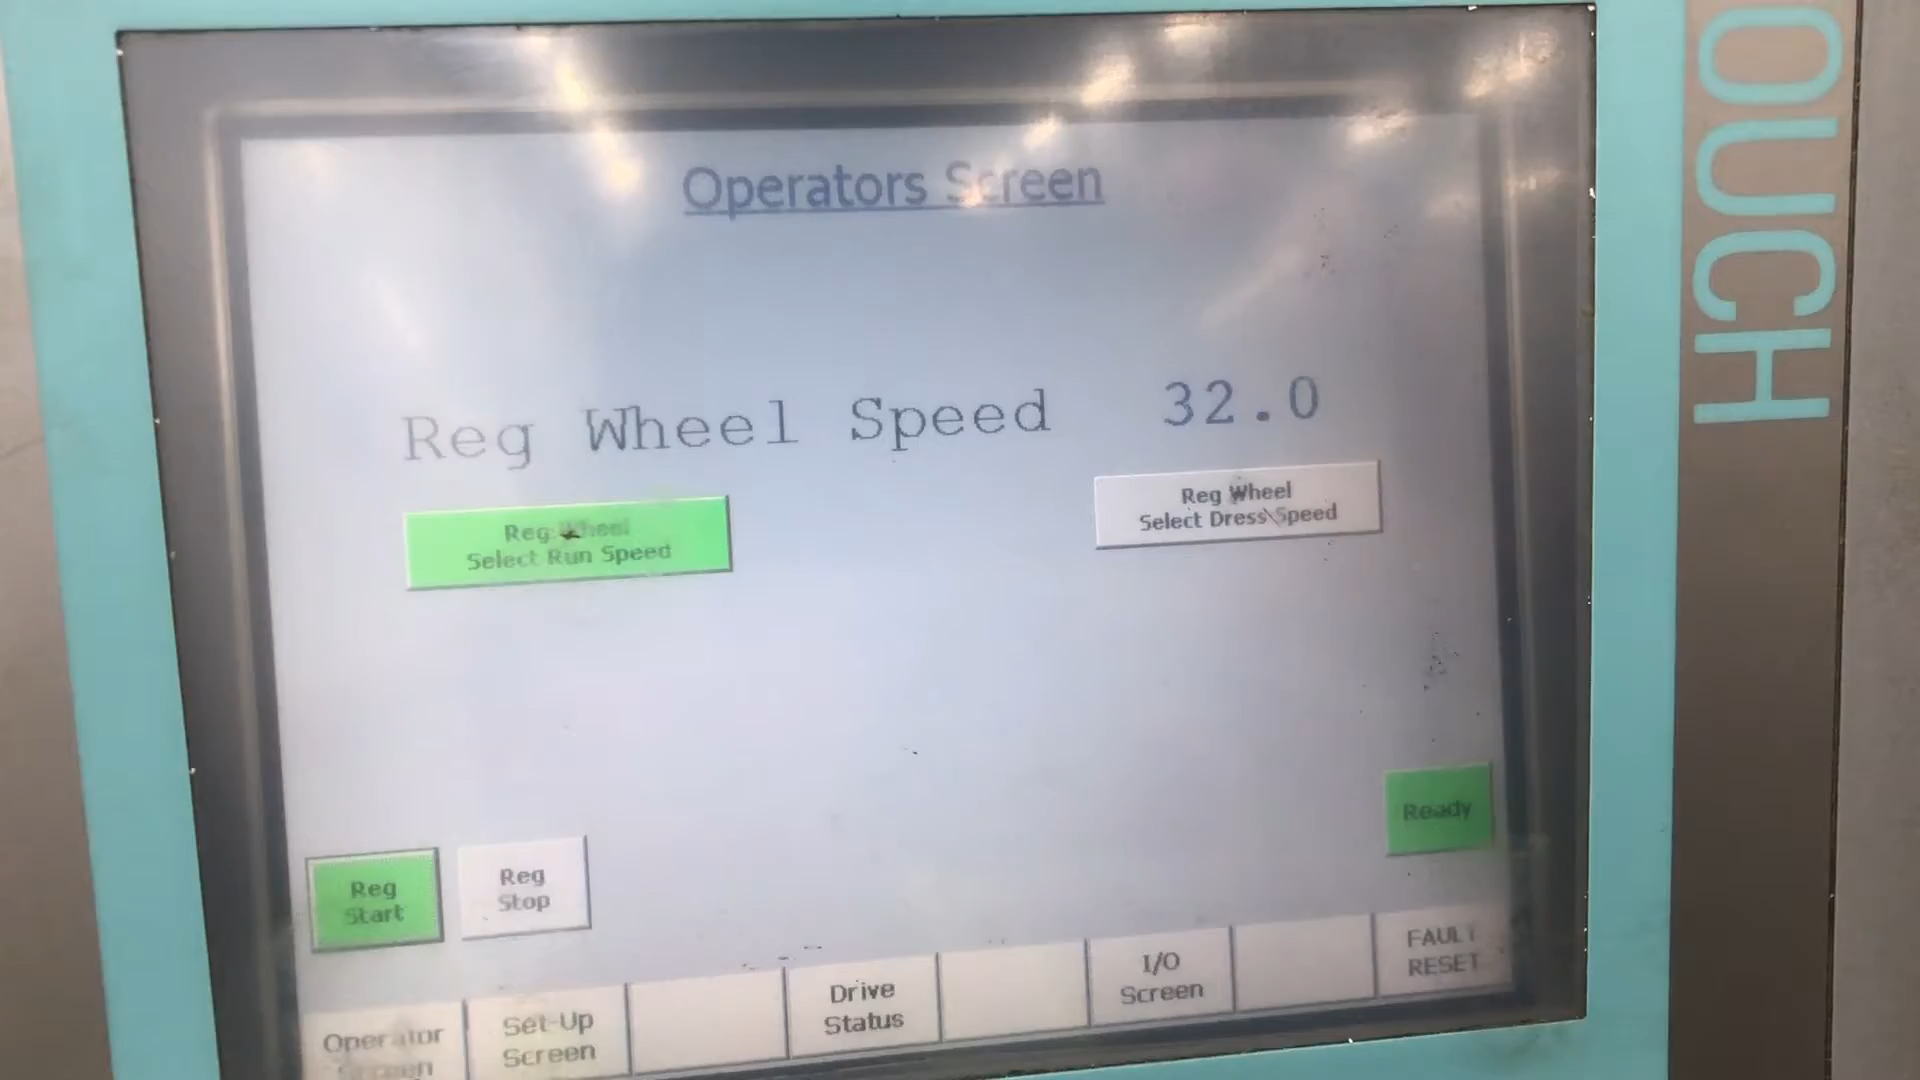 OUCH
Operators Screen
Reg Wheel Speed 32.0
Reg Wheel
Select Run Speed
Reg Wheel
Select Dress Speed
Ready
Reg
Start
Reg
Stop
Operator
Screen
Set-Up
Screen
Drive
Status
I/O
Screen
FAULT
RESET